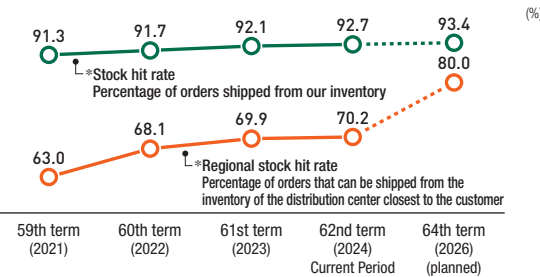 (%)
91.3 91.7 92.1 92.7 93.4
*Stock hit rate
Percentage of orders shipped from our inventory
80.0
63.0 68.1 69.9 70.2
*Regional stock hit rate
Percentage of orders that can be shipped from the
inventory of the distribution center closest to the customer
59th term 60th term 61st term 62nd term 64th term
(2021) (2022) (2023) (2024) (2026)
Current Period (planned)